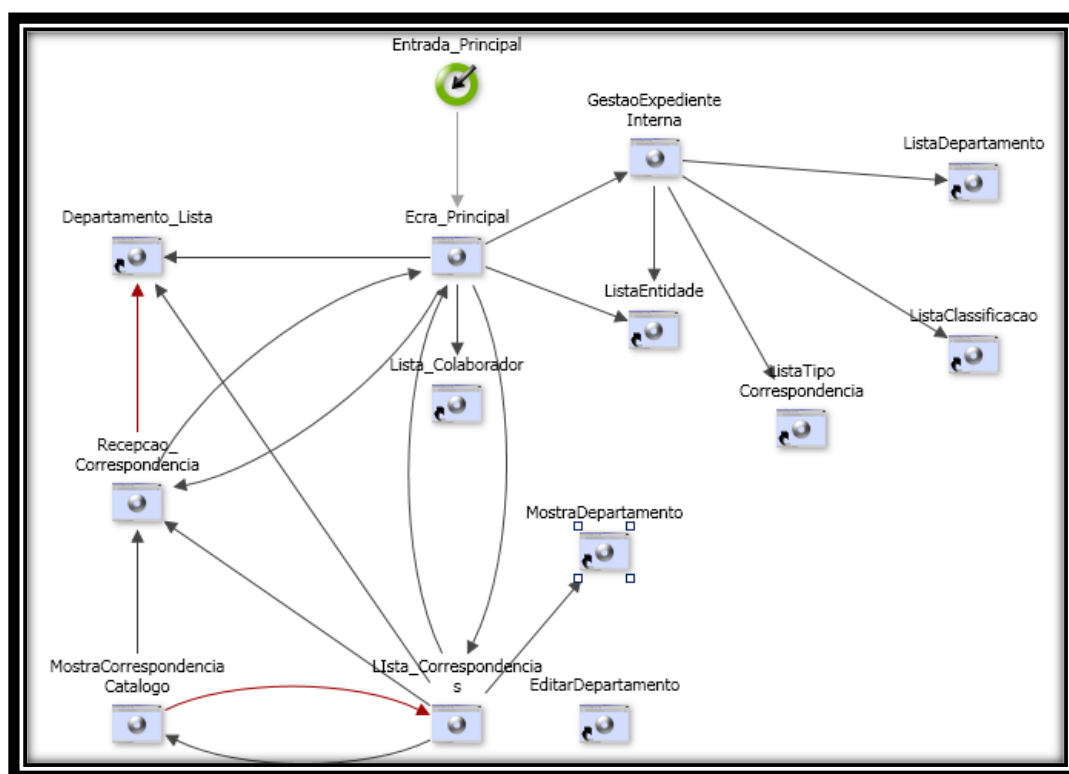 Entrada_Principal
GestaoExpediente
Interna
ListaDepartamento
Departamento_Lista
Ecra_Principal
ListaEntidade
ListaClassificacao
Lista_Colaborador
ListaTipo
Correspondencia
Recepcao_
Correspondencia
MostraDepartamento
MostraCorrespondencia
Catalogo
LIsta_Correspondencia
s
EditarDepartamento